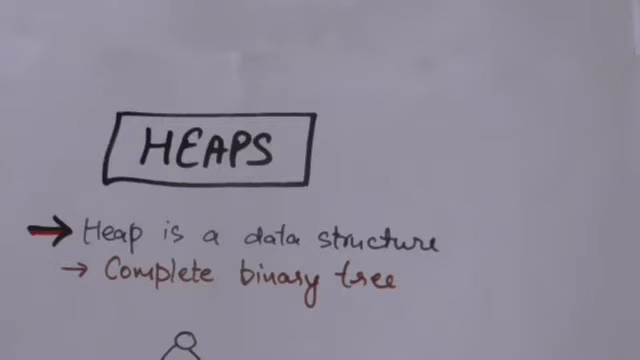 HEAPS
→ Heap is a data structure
→ Complete binary tree